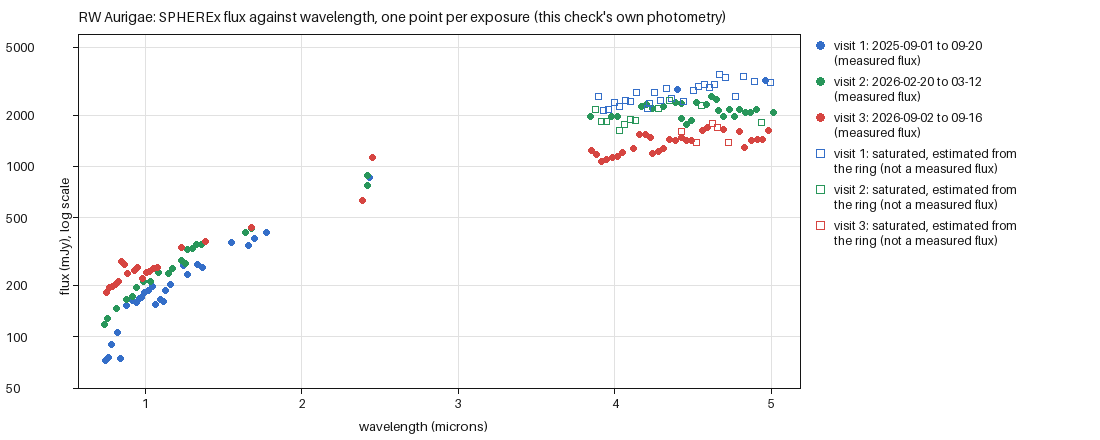 RW Aurigae: SPHEREx flux against wavelength, one point per exposure (this check's own photometry)
5000
2000
1000
500
200
100
50
flux (mJy), log scale
1
2
3
4
5
wavelength (microns)
visit 1: 2025-09-01 to 09-20
(measured flux)
visit 2: 2026-02-20 to 03-12
(measured flux)
visit 3: 2026-09-02 to 09-16
(measured flux)
visit 1: saturated, estimated from
the ring (not a measured flux)
visit 2: saturated, estimated from
the ring (not a measured flux)
visit 3: saturated, estimated from
the ring (not a measured flux)